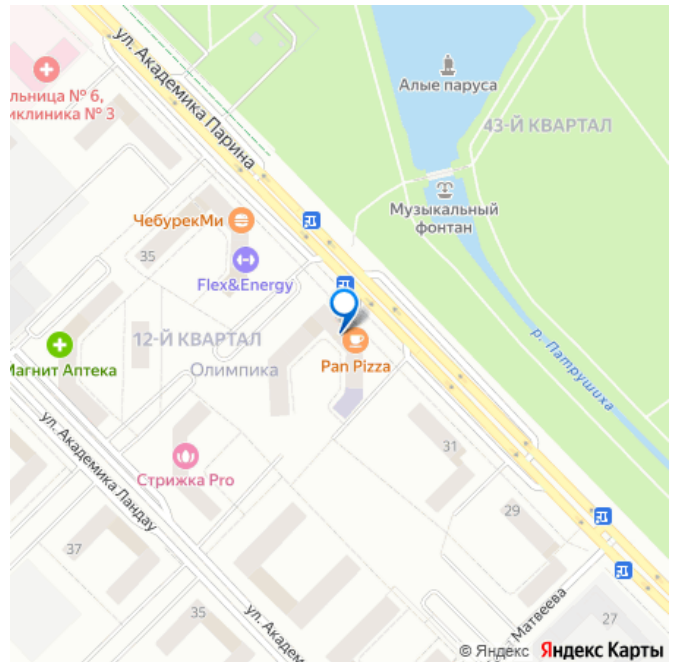 ул. Академика Парина
льница № 6,
иклиника № 3
Алые паруса
43-Й КВАРТАЛ
Музыкальный
фонтан
ЧебурекМи
35
Flex&Energy
12-Й КВАРТАЛ
Олимпика
Pan Pizza
Магнит Аптека
р. Патрушиха
ул. Академика Ландау
Стрижка Pro
31
29
37
35
ул. Академ
Матвеева
27
© Яндекс Яндекс Карты